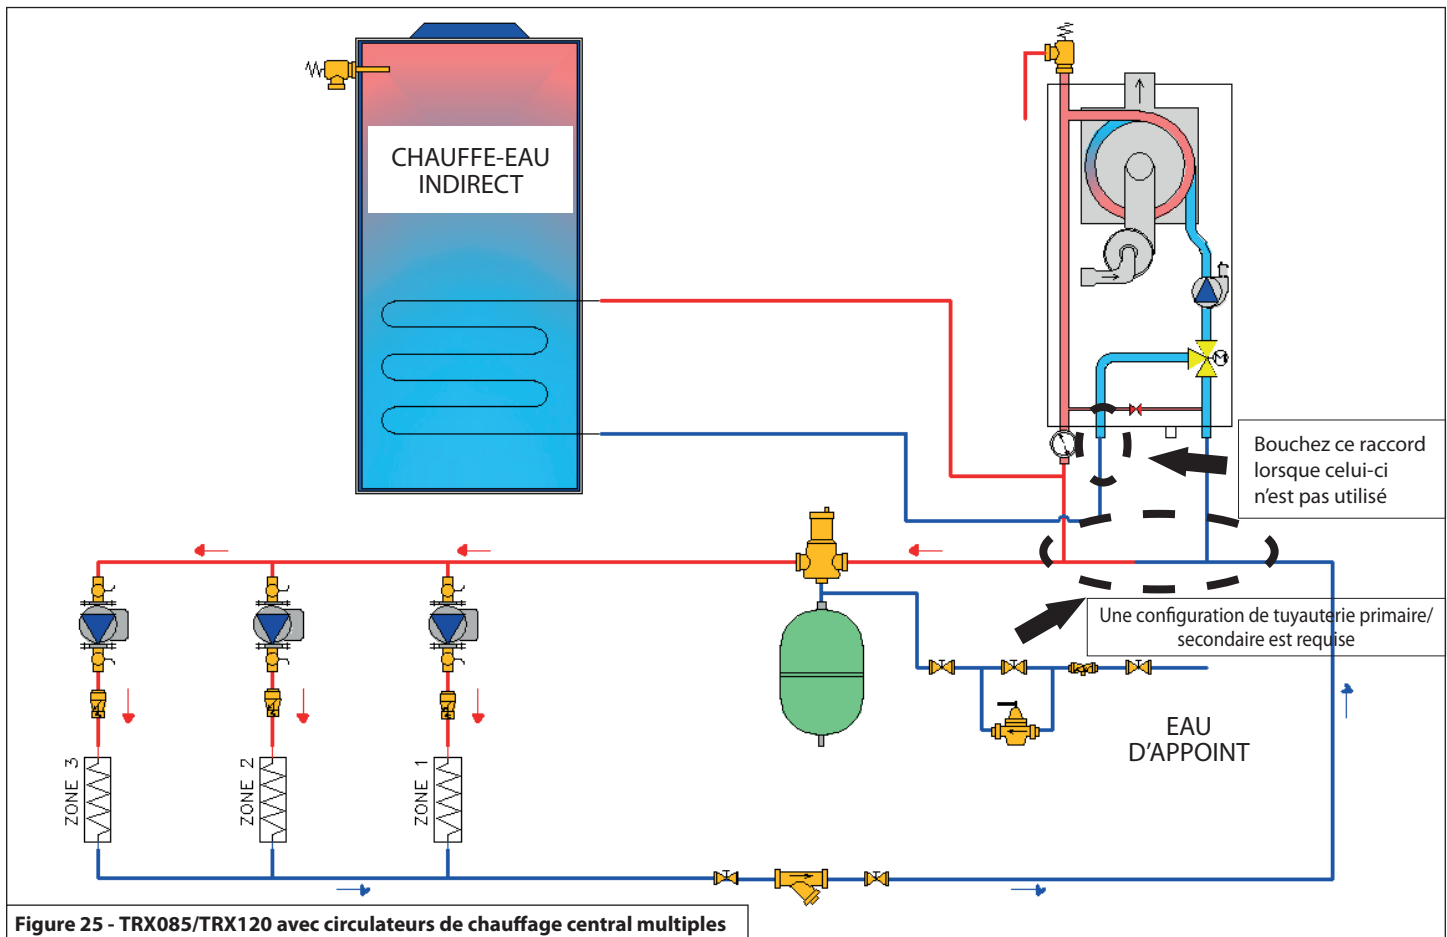 CHAUFFE-EAU
INDIRECT
M
Bouchez ce raccord
lorsque celui-ci
n'est pas utilisé
Une configuration de tuyauterie primaire/
secondaire est requise
EAU
D'APPOINT
ZONE 3
ZONE 2
ZONE 1
Figure 25 - TRX085/TRX120 avec circulateurs de chauffage central multiples